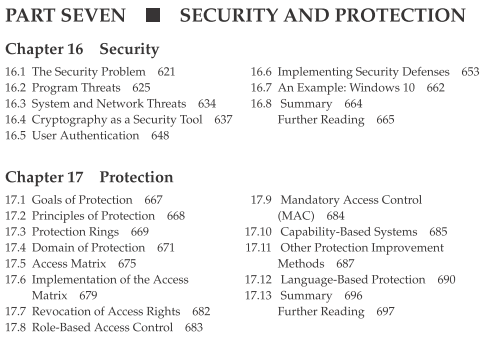 PART SEVEN ■ SECURITY AND PROTECTION
Chapter 16 Security
16.1 The Security Problem 621
16.2 Program Threats 625
16.3 System and Network Threats 634
16.4 Cryptography as a Security Tool 637
16.5 User Authentication 648
16.6 Implementing Security Defenses 653
16.7 An Example: Windows 10 662
16.8 Summary 664
Further Reading 665
Chapter 17 Protection
17.1 Goals of Protection 667
17.2 Principles of Protection 668
17.3 Protection Rings 669
17.4 Domain of Protection 671
17.5 Access Matrix 675
17.6 Implementation of the Access
Matrix 679
17.7 Revocation of Access Rights 682
17.8 Role-Based Access Control 683
17.9 Mandatory Access Control
(MAC) 684
17.10 Capability-Based Systems 685
17.11 Other Protection Improvement
Methods 687
17.12 Language-Based Protection 690
17.13 Summary 696
Further Reading 697